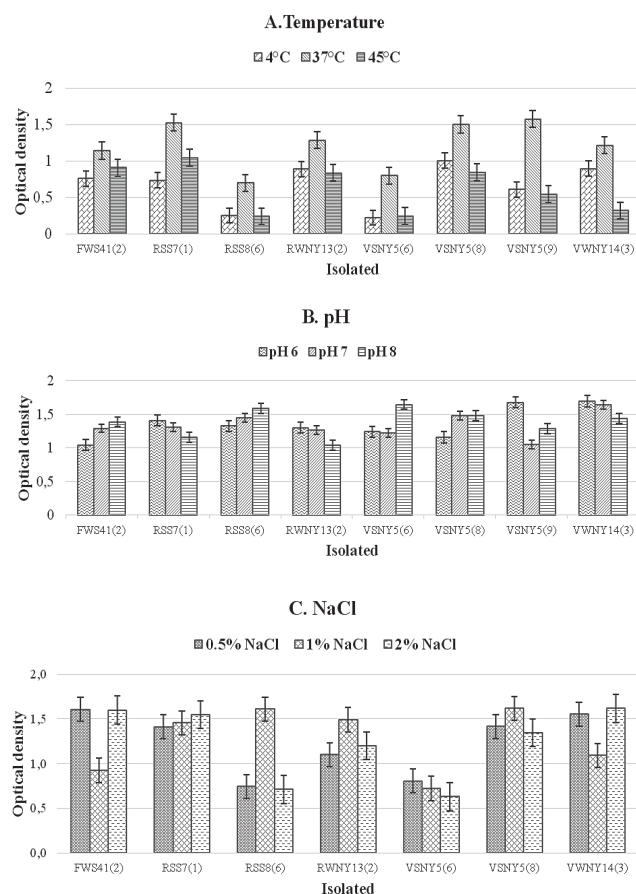 A.Temperature
4°C 37°C 45°C
2
1,5
1
0,5
0
Optical density
FWS41(2) RSS7(1) RSS8(6) RWNY13(2) VSNY5(6) VSNY5(8) VSNY5(9) VWNY14(3)
Isolated
B. pH
pH 6 pH 7 pH 8
2
1.5
1
0.5
0
Optical density
FWS41(2) RSS7(1) RSS8(6) RWNY13(2) VSNY5(6) VSNY5(8) VSNY5(9) VWNY14(3)
Isolated
C. NaCl
0.5% NaCl 1% NaCl 2% NaCl
2,0
1,5
1,0
0,5
0,0
Optical density
FWS41(2) RSS7(1) RSS8(6) RWNY13(2) VSNY5(6) VSNY5(8) VWNY14(3)
Isolated